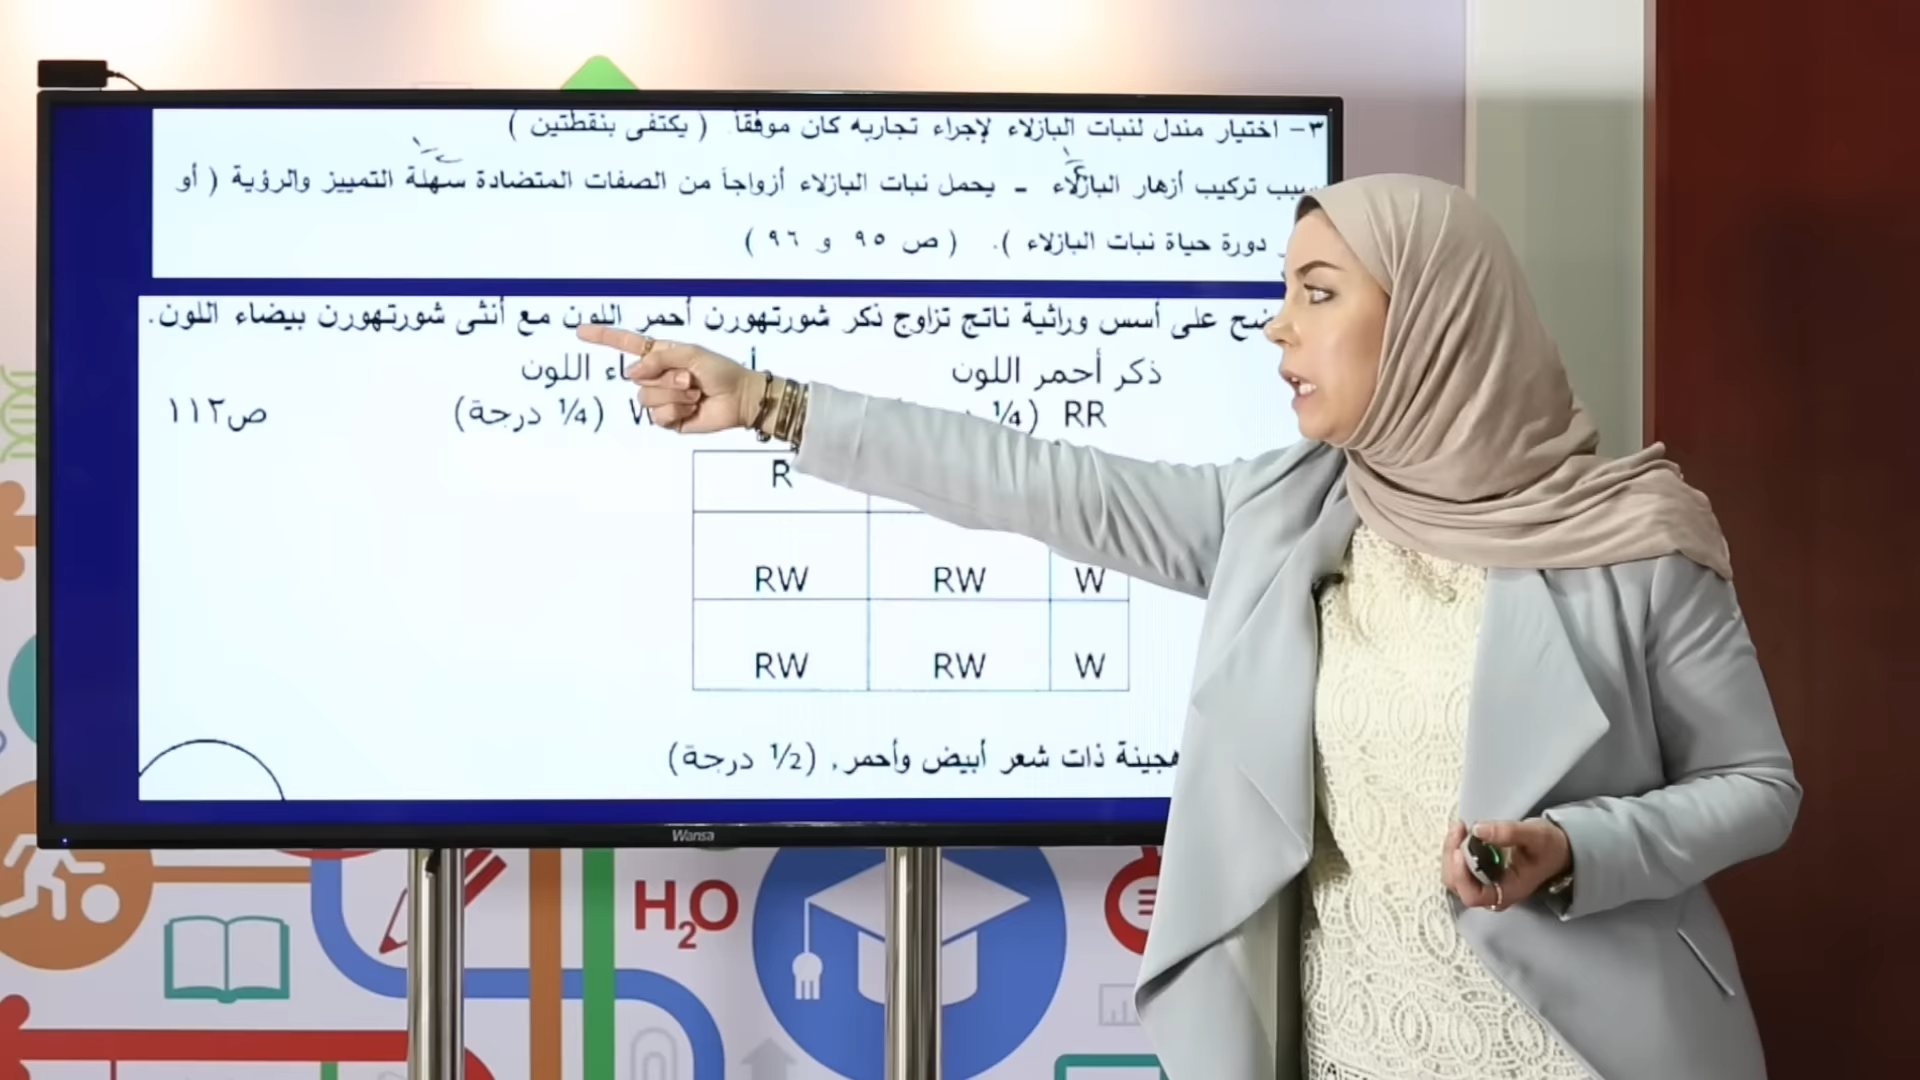 ٣- اختيار مندل لنبات البازلاء لإجراء تجاربه كان موفقاً. ( يكتفى بنقطتين )
تركيب أزهار البازلاء - يحمل نبات البازلاء أزواجاً من الصفات المتضادة سهلة التمييز والرؤية ( أو
دورة حياة نبات البازلاء ). ( ص ٩٥ و ٩٦ )
على أسس وراثية ناتج تزاوج ذكر شورتهورن أحمر اللون مع أنثى شورتهورن بيضاء اللون.
ذكر أحمر اللون اللون
RR (¼ (¼ درجة) ص١١٢
R
RW RW W
RW RW W
هجينة ذات شعر أبيض وأحمر. (½ درجة)
Wansa
H₂O